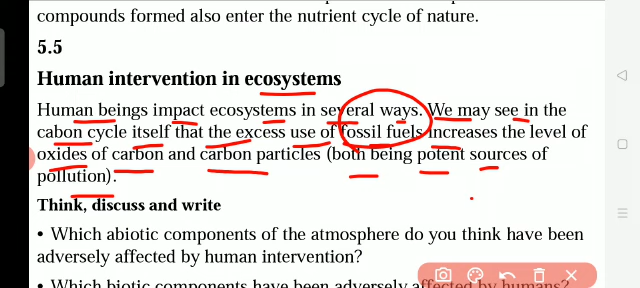 compounds formed also enter the nutrient cycle of nature.
5.5
Human intervention in ecosystems
Human beings impact ecosystems in several ways. We may see in the
cabon cycle itself that the excess use of fossil fuels increases the level of
oxides of carbon and carbon particles (both being potent sources of
pollution).
Think, discuss and write
• Which abiotic components of the atmosphere do you think have been
adversely affected by human intervention?
• Which biotic components have been adversely affected by humans?